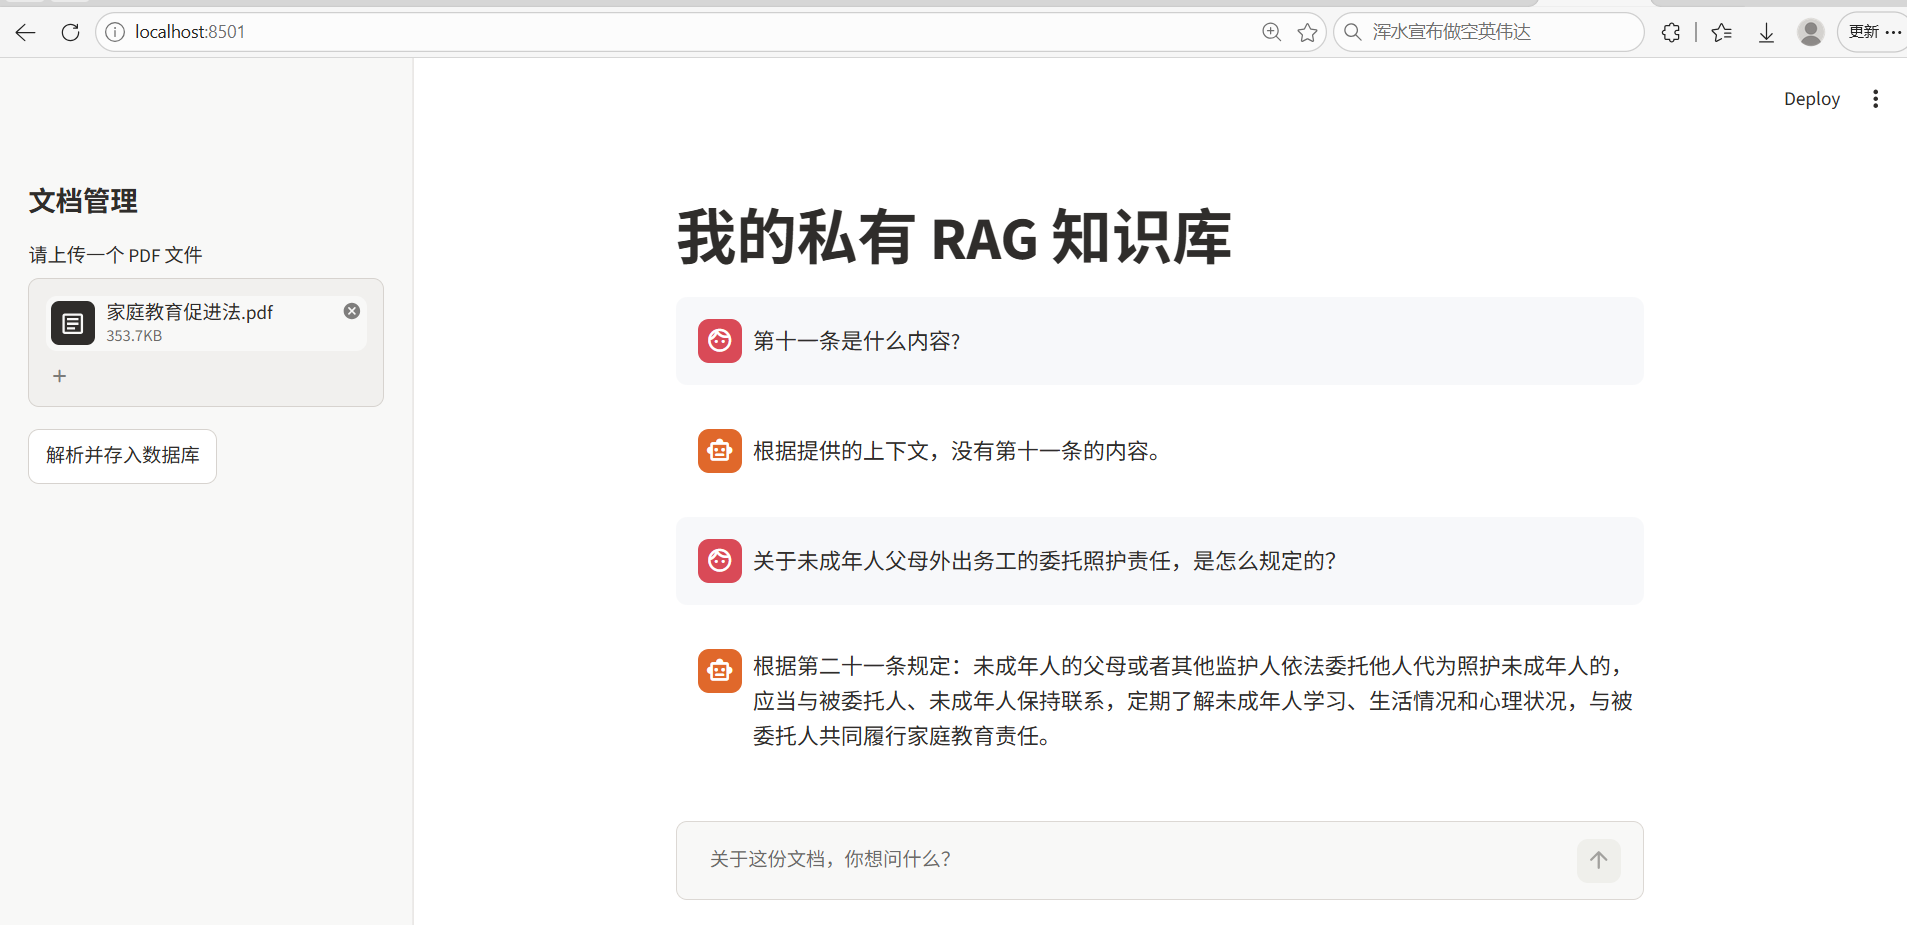 localhost:8501
浑水宣布做空英伟达
更新
Deploy
文档管理
请上传一个 PDF 文件
家庭教育促进法.pdf
353.7KB
解析并存入数据库
我的私有 RAG 知识库
第十一条是什么内容?
根据提供的上下文，没有第十一条的内容。
关于未成年人父母外出务工的委托照护责任，是怎么规定的?
根据第二十一条规定：未成年人的父母或者其他监护人依法委托他人代为照护未成年人的，
应当与被委托人、未成年人保持联系，定期了解未成年人学习、生活情况和心理状况，与被
委托人共同履行家庭教育责任。
关于这份文档，你想问什么?